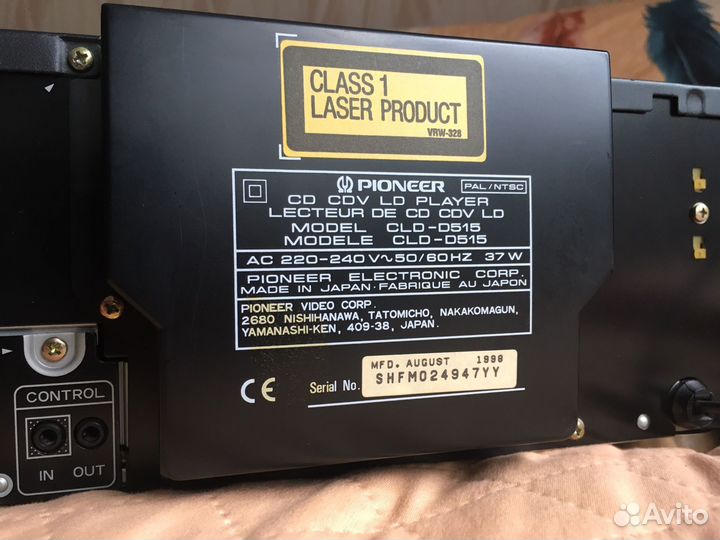 CLASS 1
LASER PRODUCT
VRW-328
PIONEER PAL/NTSC
CD CDV LD PLAYER
LECTEUR DE CD CDV LD
MODEL CLD-D515
MODELE CLD-D515
AC 220-240 V~50/60HZ 37W
PIONEER ELECTRONIC CORP.
MADE IN JAPAN·FABRIQUE AU JAPON
PIONEER VIDEO CORP.
2680 NISHIHANAWA, TATOMICHO, NAKAKOMAGUN,
YAMANASHI-KEN, 409-38, JAPAN.
CE
MFD. AUGUST 1998
Serial No. SHFM024947YY
CONTROL
IN OUT
Avito